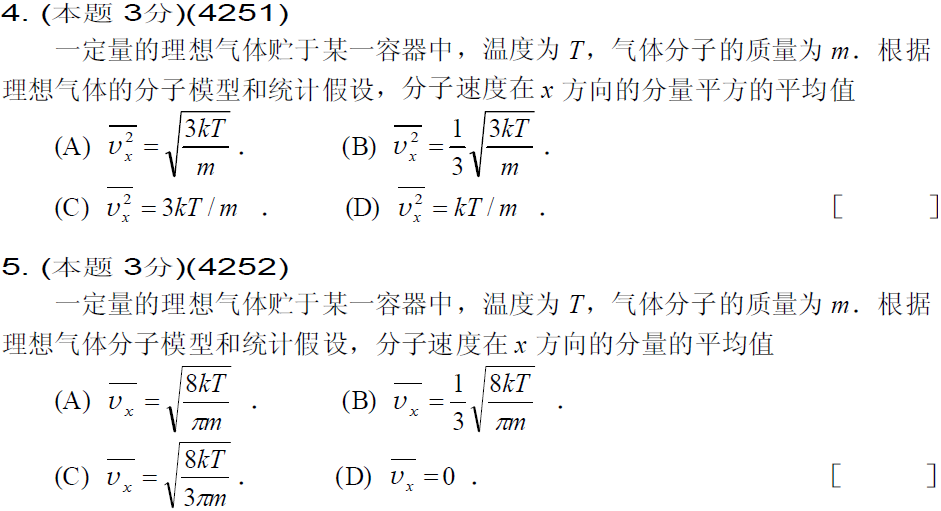 4. (本题 3分)(4251)
一定量的理想气体贮于某一容器中，温度为 T，气体分子的质量为 m．根据
理想气体的分子模型和统计假设，分子速度在 x 方向的分量平方的平均值
(A) $\overline{v_x^2} = \sqrt{\frac{3kT}{m}}$ ． (B) $\overline{v_x^2} = \frac{1}{3}\sqrt{\frac{3kT}{m}}$ ．
(C) $\overline{v_x^2} = 3kT/m$ ． (D) $\overline{v_x^2} = kT/m$ ． [ ]
5. (本题 3分)(4252)
一定量的理想气体贮于某一容器中，温度为 T，气体分子的质量为 m．根据
理想气体分子模型和统计假设，分子速度在 x 方向的分量的平均值
(A) $\overline{v_x} = \sqrt{\frac{8kT}{\pi m}}$ ． (B) $\overline{v_x} = \frac{1}{3}\sqrt{\frac{8kT}{\pi m}}$ ．
(C) $\overline{v_x} = \sqrt{\frac{8kT}{3\pi m}}$ ． (D) $\overline{v_x} = 0$ ． [ ]